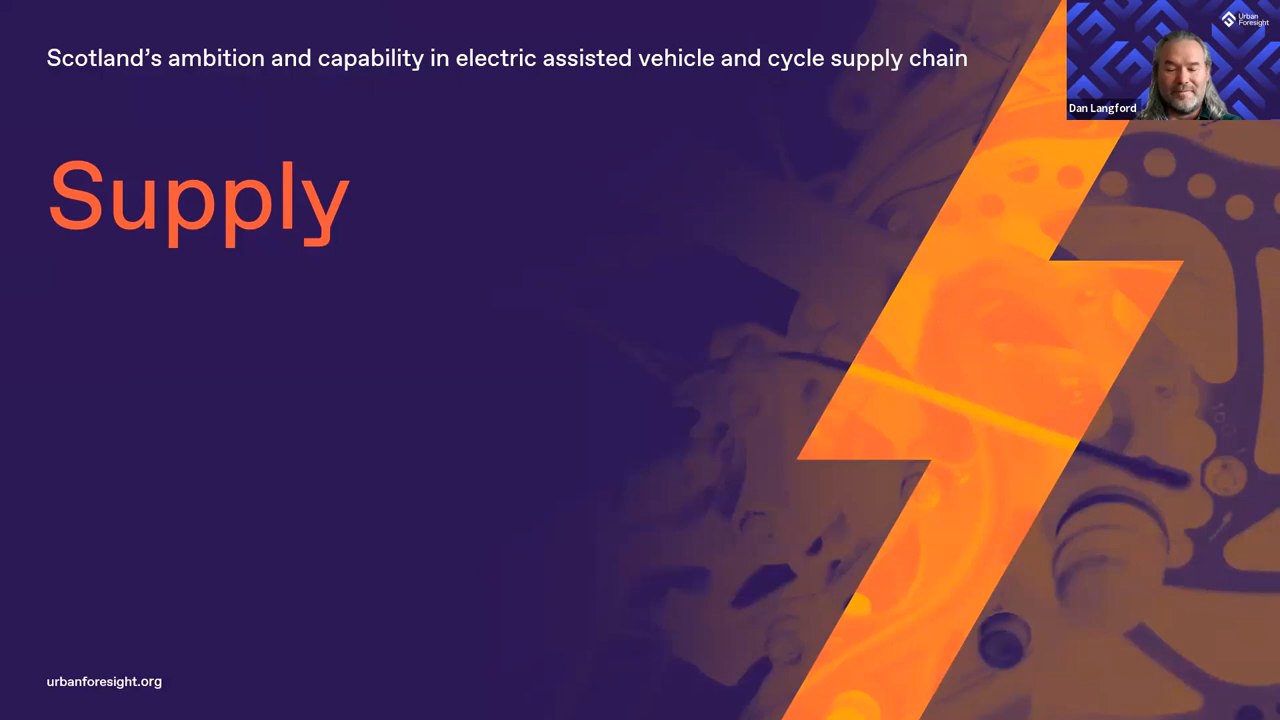 Scotland's ambition and capability in electric assisted vehicle and cycle supply chain
Urban
Foresight
Dan Langford
Supply
urbanforesight.org